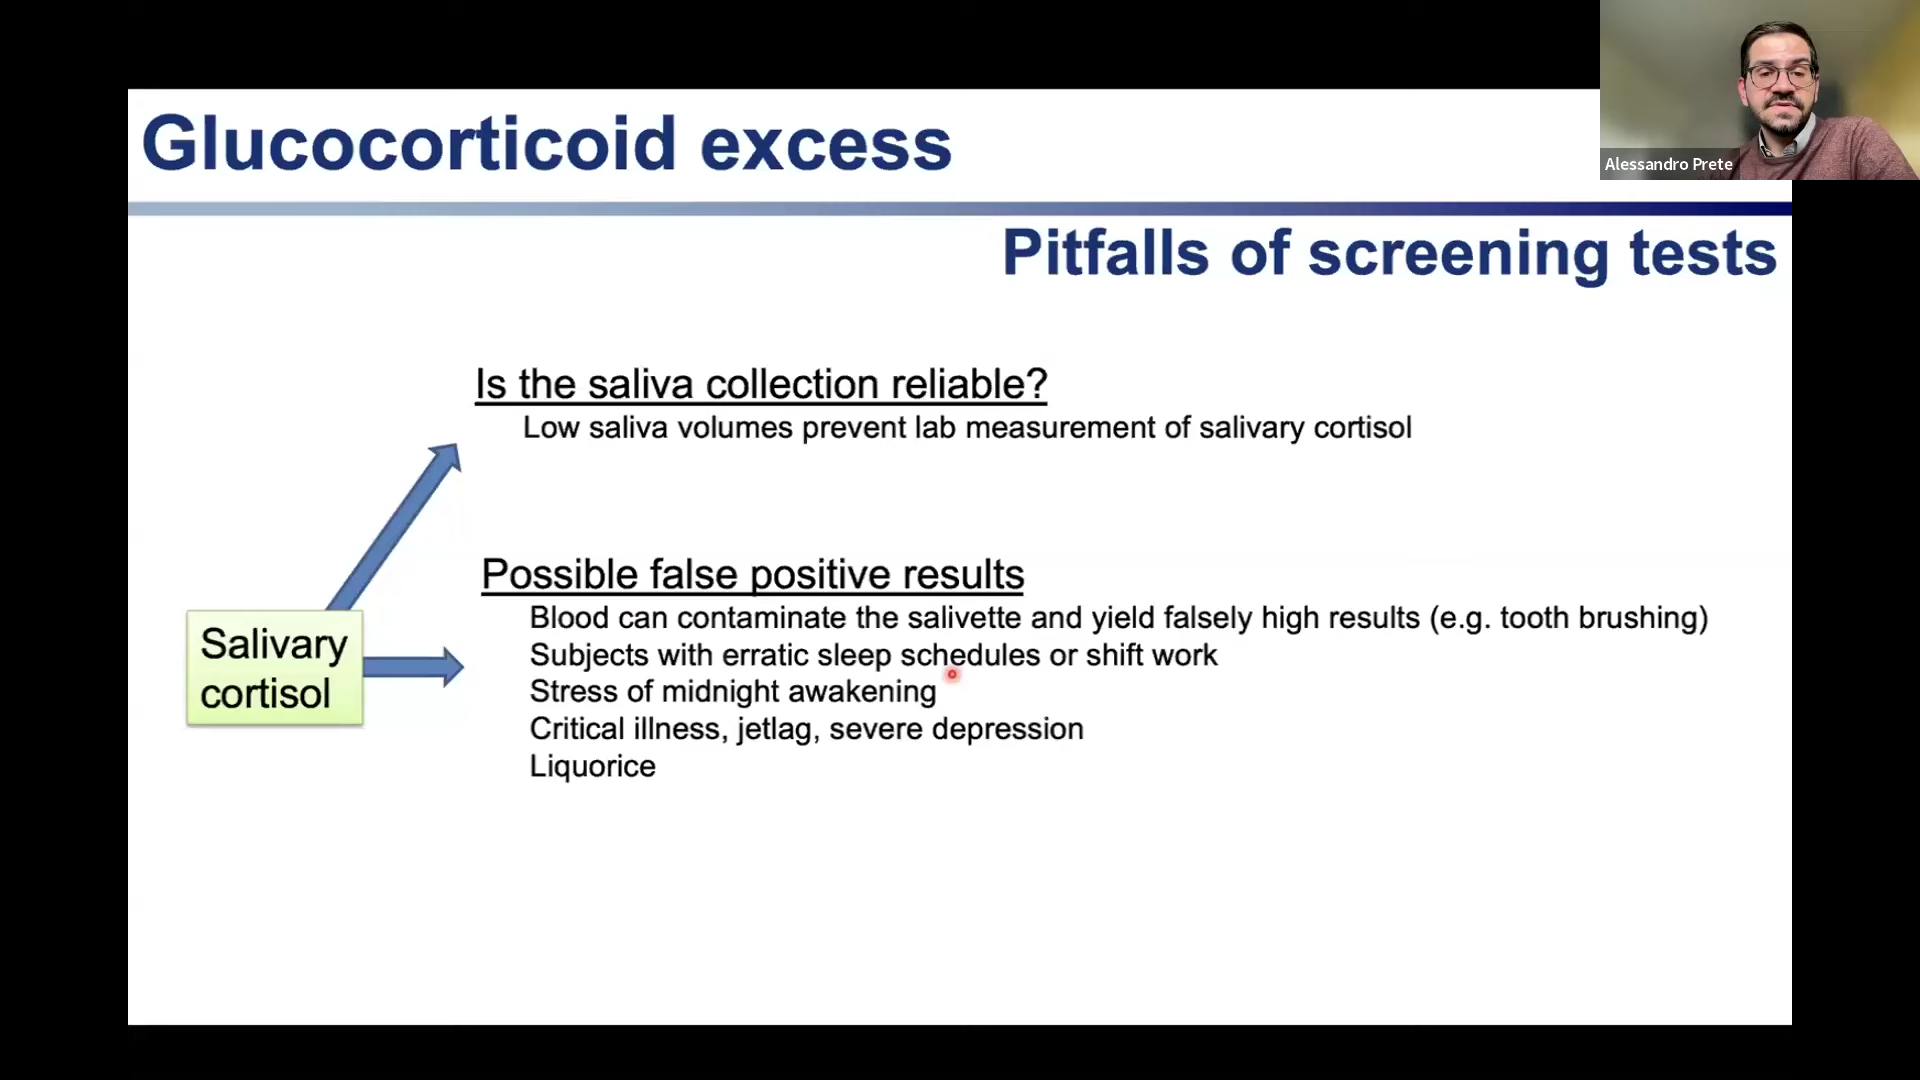 Glucocorticoid excess
Alessandro Prete
Pitfalls of screening tests
Is the saliva collection reliable?
Low saliva volumes prevent lab measurement of salivary cortisol
Possible false positive results
Blood can contaminate the salivette and yield falsely high results (e.g. tooth brushing)
Subjects with erratic sleep schedules or shift work
Stress of midnight awakening
Critical illness, jetlag, severe depression
Liquorice
Salivary
cortisol